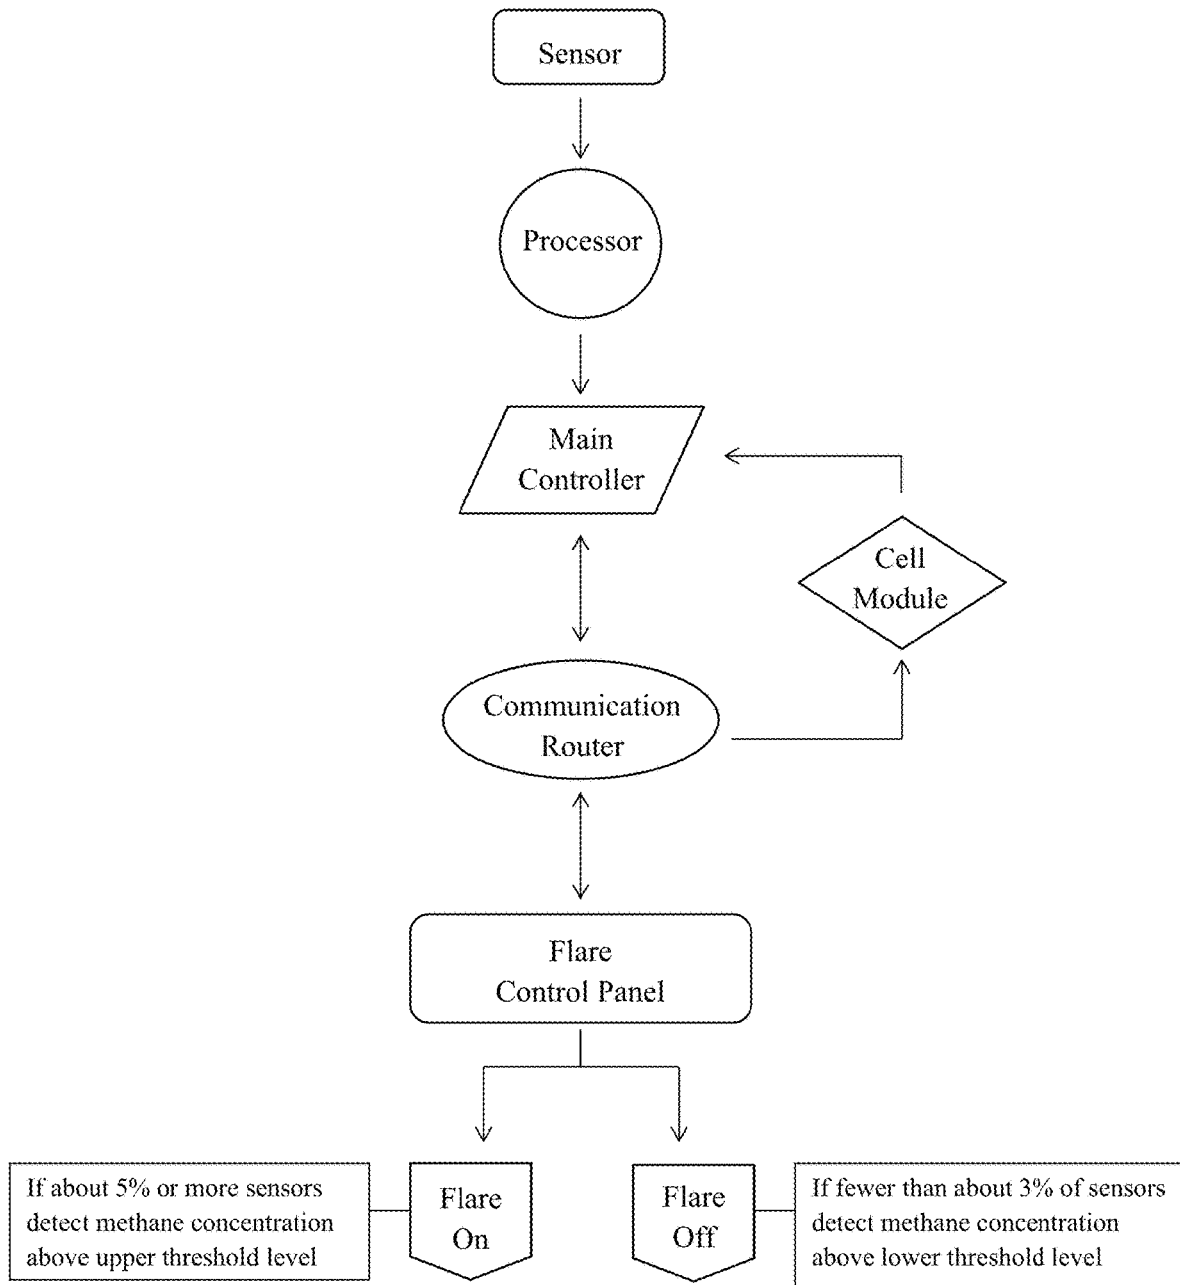 Sensor
Processor
Main
Controller
Cell
Module
Communication
Router
Flare
Control Panel
If about 5% or more sensors
detect methane concentration
above upper threshold level
Flare
On
Flare
Off
If fewer than about 3% of sensors
detect methane concentration
above lower threshold level